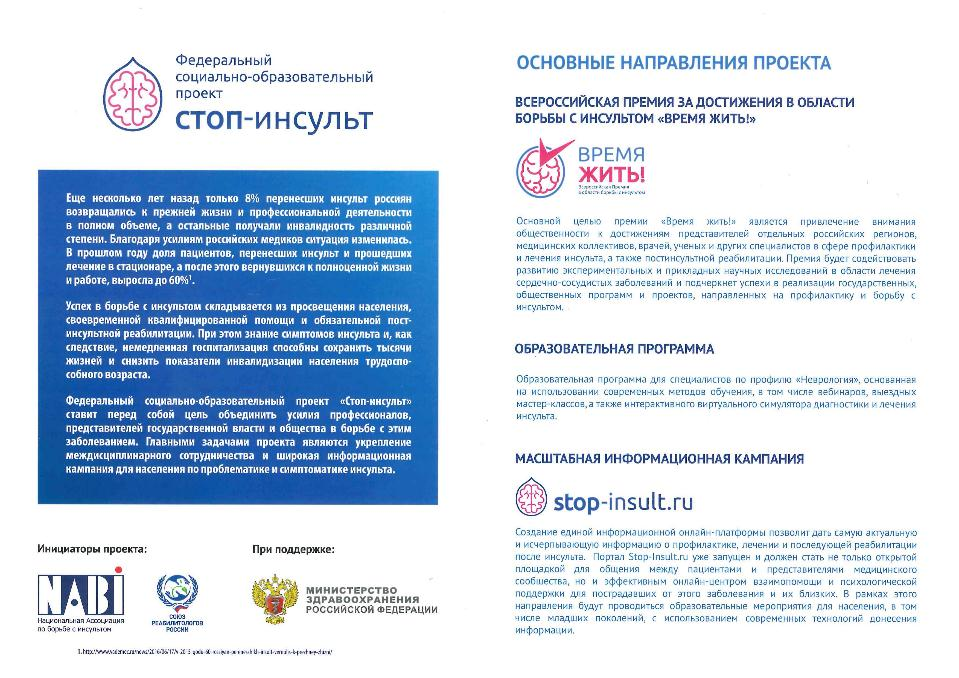 Федеральный
социально-образовательный
проект
СТОП-ИНСУЛЬТ
Еще несколько лет назад только 8% перенесших инсульт россиян
возвращались к прежней жизни и профессиональной деятельности
в полном объеме, а остальные получали инвалидность различной
степени. Благодаря усилиям российских медиков ситуация изменилась.
В прошлом году доля пациентов, перенесших инсульт и прошедших
лечение в стационаре, а после этого вернувшихся к полноценной жизни
и работе, выросла до 60%¹.
Успех в борьбе с инсультом складывается из просвещения населения,
своевременной квалифицированной помощи и обязательной пост-
инсультной реабилитации. При этом знание симптомов инсульта и, как
следствие, немедленная госпитализация способны сохранить тысячи
жизней и снизить показатели инвалидизации населения трудоспо-
собного возраста.
Федеральный социально-образовательный проект «Стоп-инсульт»
ставит перед собой цель объединить усилия профессионалов,
представителей государственной власти и общества в борьбе с этим
заболеванием. Главными задачами проекта являются укрепление
междисциплинарного сотрудничества и широкая информационная
кампания для населения по проблематике и симптоматике инсульта.
Инициаторы проекта:
При поддержке:
NABI
Национальная Ассоциация
по борьбе с инсультом
СОЮЗ
РЕАБИЛИТОЛОГОВ
РОССИИ
МИНИСТЕРСТВО
ЗДРАВООХРАНЕНИЯ
РОССИЙСКОЙ ФЕДЕРАЦИИ
ОСНОВНЫЕ НАПРАВЛЕНИЯ ПРОЕКТА
ВСЕРОССИЙСКАЯ ПРЕМИЯ ЗА ДОСТИЖЕНИЯ В ОБЛАСТИ
БОРЬБЫ С ИНСУЛЬТОМ «ВРЕМЯ ЖИТЬ!»
ВРЕМЯ
ЖИТЬ!
Всероссийская Премия
в области борьбы с инсультом
Основной целью премии «Время жить!» является привлечение внимания
общественности к достижениям представителей отдельных российских регионов,
медицинских коллективов, врачей, ученых и других специалистов в сфере профилактики
и лечения инсульта, а также постинсультной реабилитации. Премия будет содействовать
развитию экспериментальных и прикладных научных исследований в области лечения
сердечно-сосудистых заболеваний и подчеркнет успехи в реализации государственных,
общественных программ и проектов, направленных на профилактику и борьбу с
инсультом.
ОБРАЗОВАТЕЛЬНАЯ ПРОГРАММА
Образовательная программа для специалистов по профилю «Неврология», основанная
на использовании современных методов обучения, в том числе вебинаров, выездных
мастер-классов, а также интерактивного виртуального симулятора диагностики и лечения
инсульта.
МАСШТАБНАЯ ИНФОРМАЦИОННАЯ КАМПАНИЯ
stop-insult.ru
Создание единой информационной онлайн-платформы позволит дать самую актуальную
и исчерпывающую информацию о профилактике, лечении и последующей реабилитации
после инсульта. Портал Stop-Insult.ru уже запущен и должен стать не только открытой
площадкой для общения между пациентами и представителями медицинского
сообщества, но и эффективным онлайн-центром взаимопомощи и психологической
поддержки для пострадавших от этого заболевания и их близких. В рамках этого
направления будут проводиться образовательные мероприятия для населения, в том
числе младших поколений, с использованием современных технологий донесения
информации.